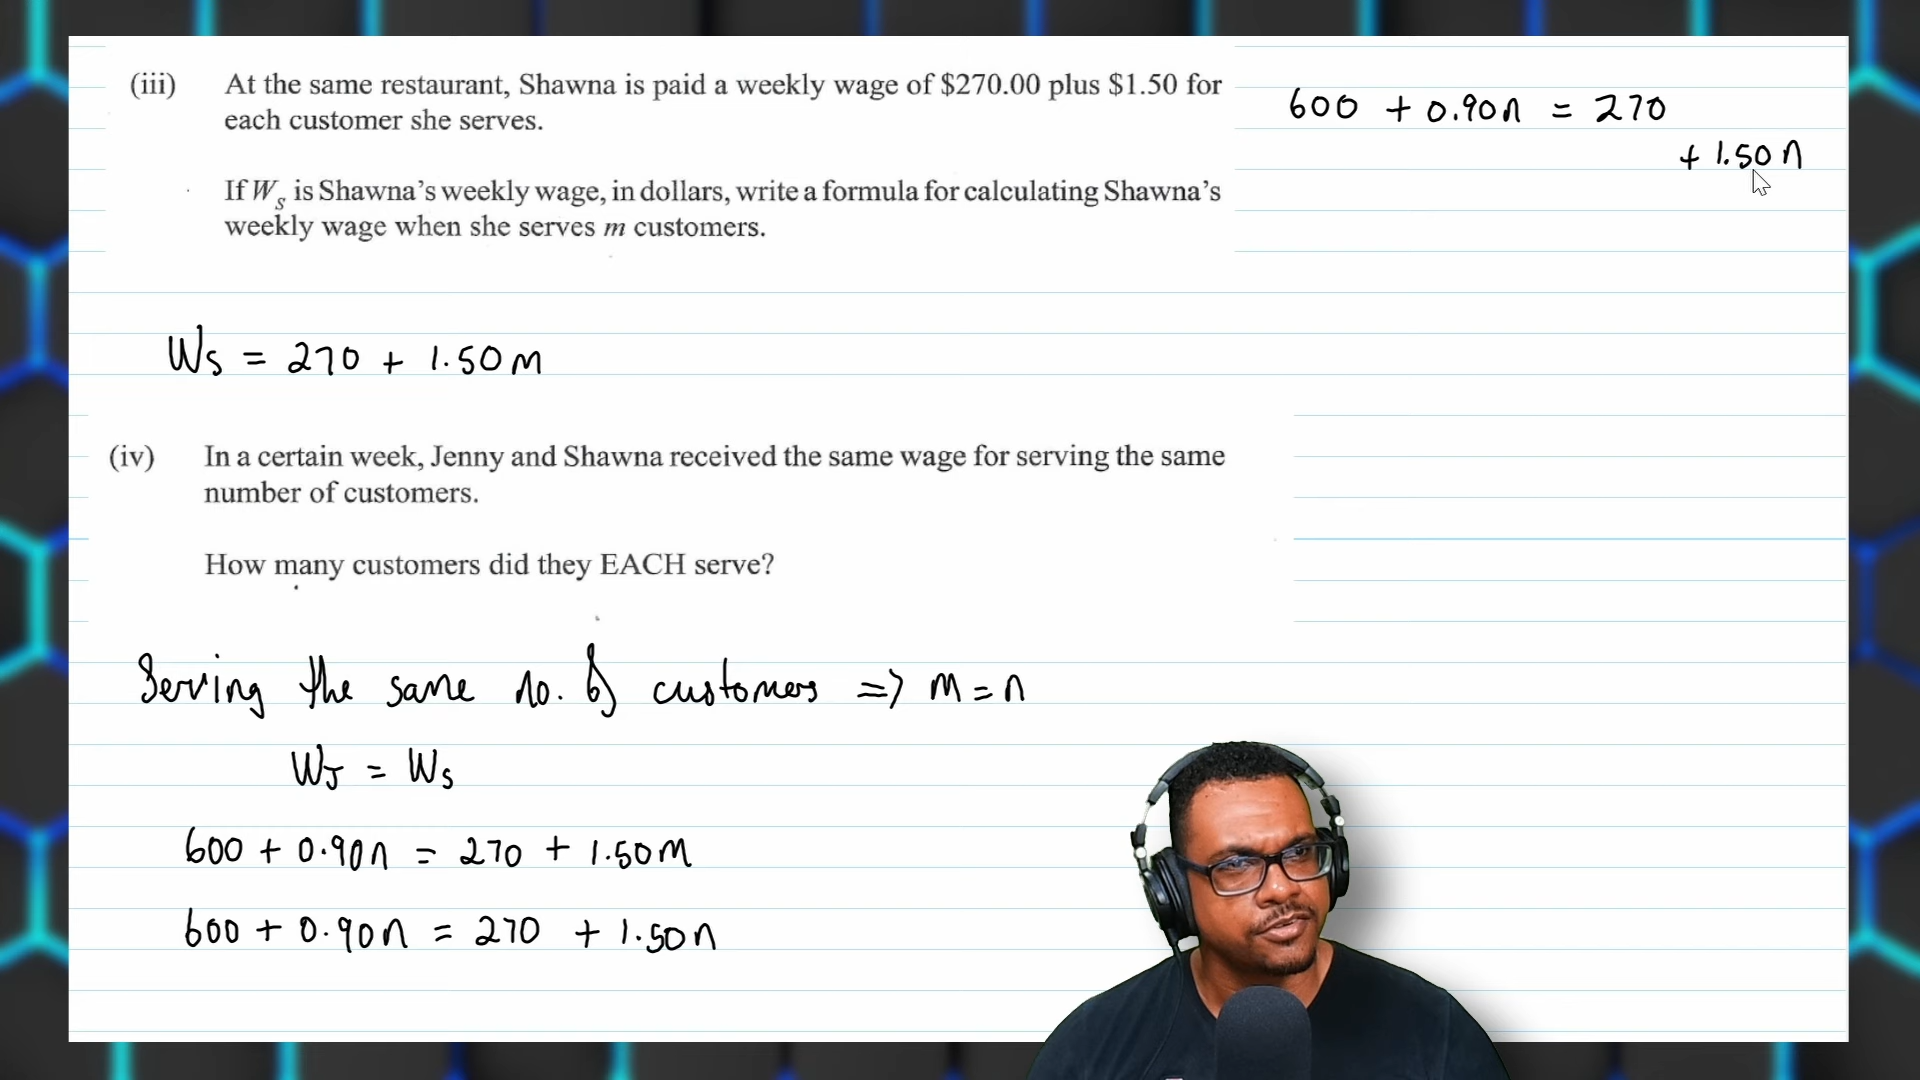 (iii) At the same restaurant, Shawna is paid a weekly wage of $270.00 plus $1.50 for
each customer she serves.
If W_s is Shawna's weekly wage, in dollars, write a formula for calculating Shawna's
weekly wage when she serves m customers.
W_s = 270 + 1.50m
(iv) In a certain week, Jenny and Shawna received the same wage for serving the same
number of customers.
How many customers did they EACH serve?
Serving the same no. of customers => m = n
W_J = W_s
600 + 0.90n = 270 + 1.50m
600 + 0.90n = 270 + 1.50n
600 + 0.90n = 270
+ 1.50n